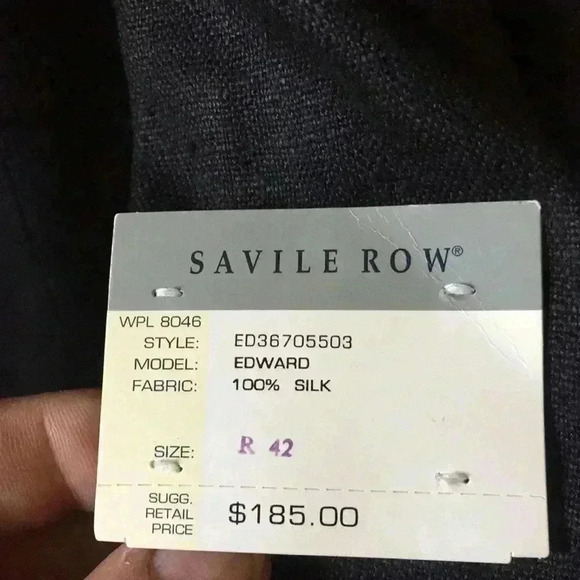 SAVILE ROW®
WPL 8046
STYLE: ED36705503
MODEL: EDWARD
FABRIC: 100% SILK
SIZE: R 42
SUGG.
RETAIL
PRICE
$185.00